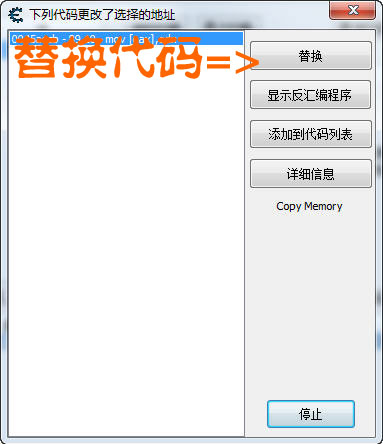 下列代码更改了选择的地址
替换代码=>
替换
显示反汇编程序
添加到代码列表
详细信息
Copy Memory
停止